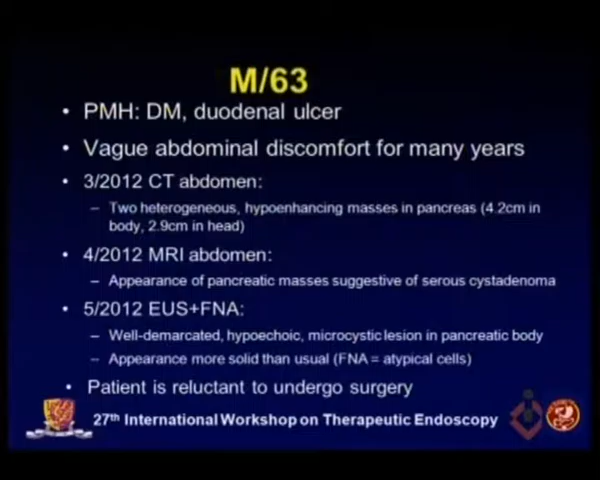 M/63
• PMH: DM, duodenal ulcer
• Vague abdominal discomfort for many years
• 3/2012 CT abdomen:
– Two heterogeneous, hypoenhancing masses in pancreas (4.2cm in
body, 2.9cm in head)
• 4/2012 MRI abdomen:
– Appearance of pancreatic masses suggestive of serous cystadenoma
• 5/2012 EUS+FNA:
– Well-demarcated, hypoechoic, microcystic lesion in pancreatic body
– Appearance more solid than usual (FNA = atypical cells)
• Patient is reluctant to undergo surgery
27th International Workshop on Therapeutic Endoscopy